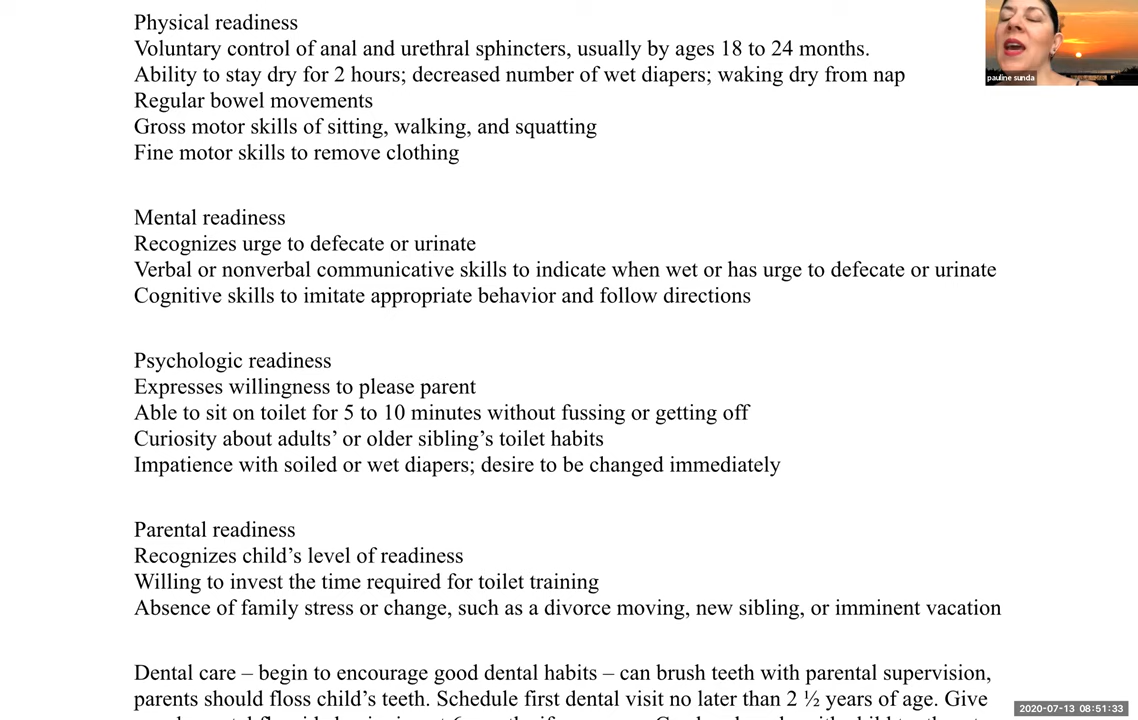 Physical readiness
Voluntary control of anal and urethral sphincters, usually by ages 18 to 24 months.
Ability to stay dry for 2 hours; decreased number of wet diapers; waking dry from nap
Regular bowel movements
Gross motor skills of sitting, walking, and squatting
Fine motor skills to remove clothing
Mental readiness
Recognizes urge to defecate or urinate
Verbal or nonverbal communicative skills to indicate when wet or has urge to defecate or urinate
Cognitive skills to imitate appropriate behavior and follow directions
Psychologic readiness
Expresses willingness to please parent
Able to sit on toilet for 5 to 10 minutes without fussing or getting off
Curiosity about adults’ or older sibling’s toilet habits
Impatience with soiled or wet diapers; desire to be changed immediately
Parental readiness
Recognizes child’s level of readiness
Willing to invest the time required for toilet training
Absence of family stress or change, such as a divorce moving, new sibling, or imminent vacation
Dental care – begin to encourage good dental habits – can brush teeth with parental supervision,
parents should floss child’s teeth. Schedule first dental visit no later than 2 ½ years of age. Give
pauline sunda
2020-07-13 08:51:33